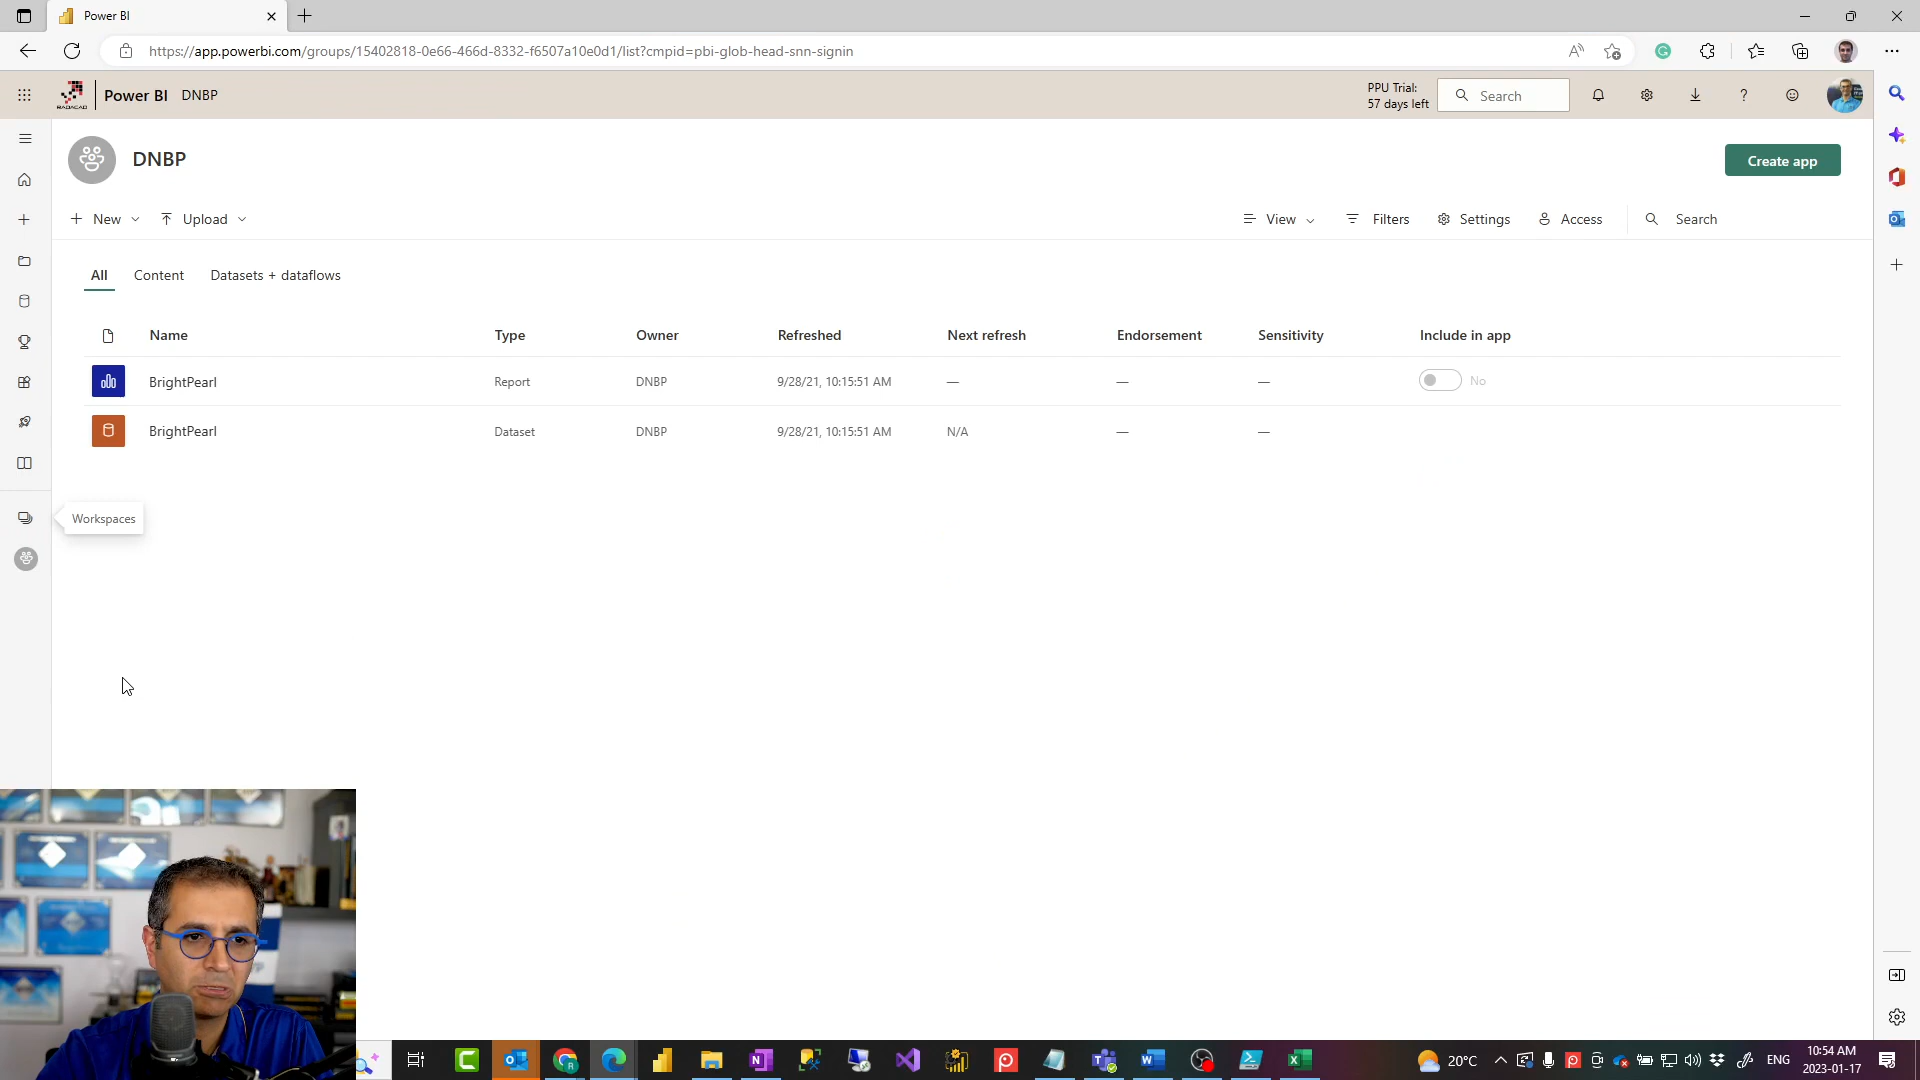 Power BI
https://app.powerbi.com/groups/15402818-0e66-466d-8332-f6507a10e0d1/list?cmpid=pbi-glob-head-snn-signin
RADACAD
Power BI DNBP
PPU Trial:
57 days left
Search
DNBP
Create app
New
Upload
View
Filters
Settings
Access
Search
All
Content
Datasets + dataflows
Name Type Owner Refreshed Next refresh Endorsement Sensitivity Include in app
BrightPearl Report DNBP 9/28/21, 10:15:51 AM — — — No
BrightPearl Dataset DNBP 9/28/21, 10:15:51 AM N/A — —
Workspaces
20°C
ENG
10:54 AM
2023-01-17